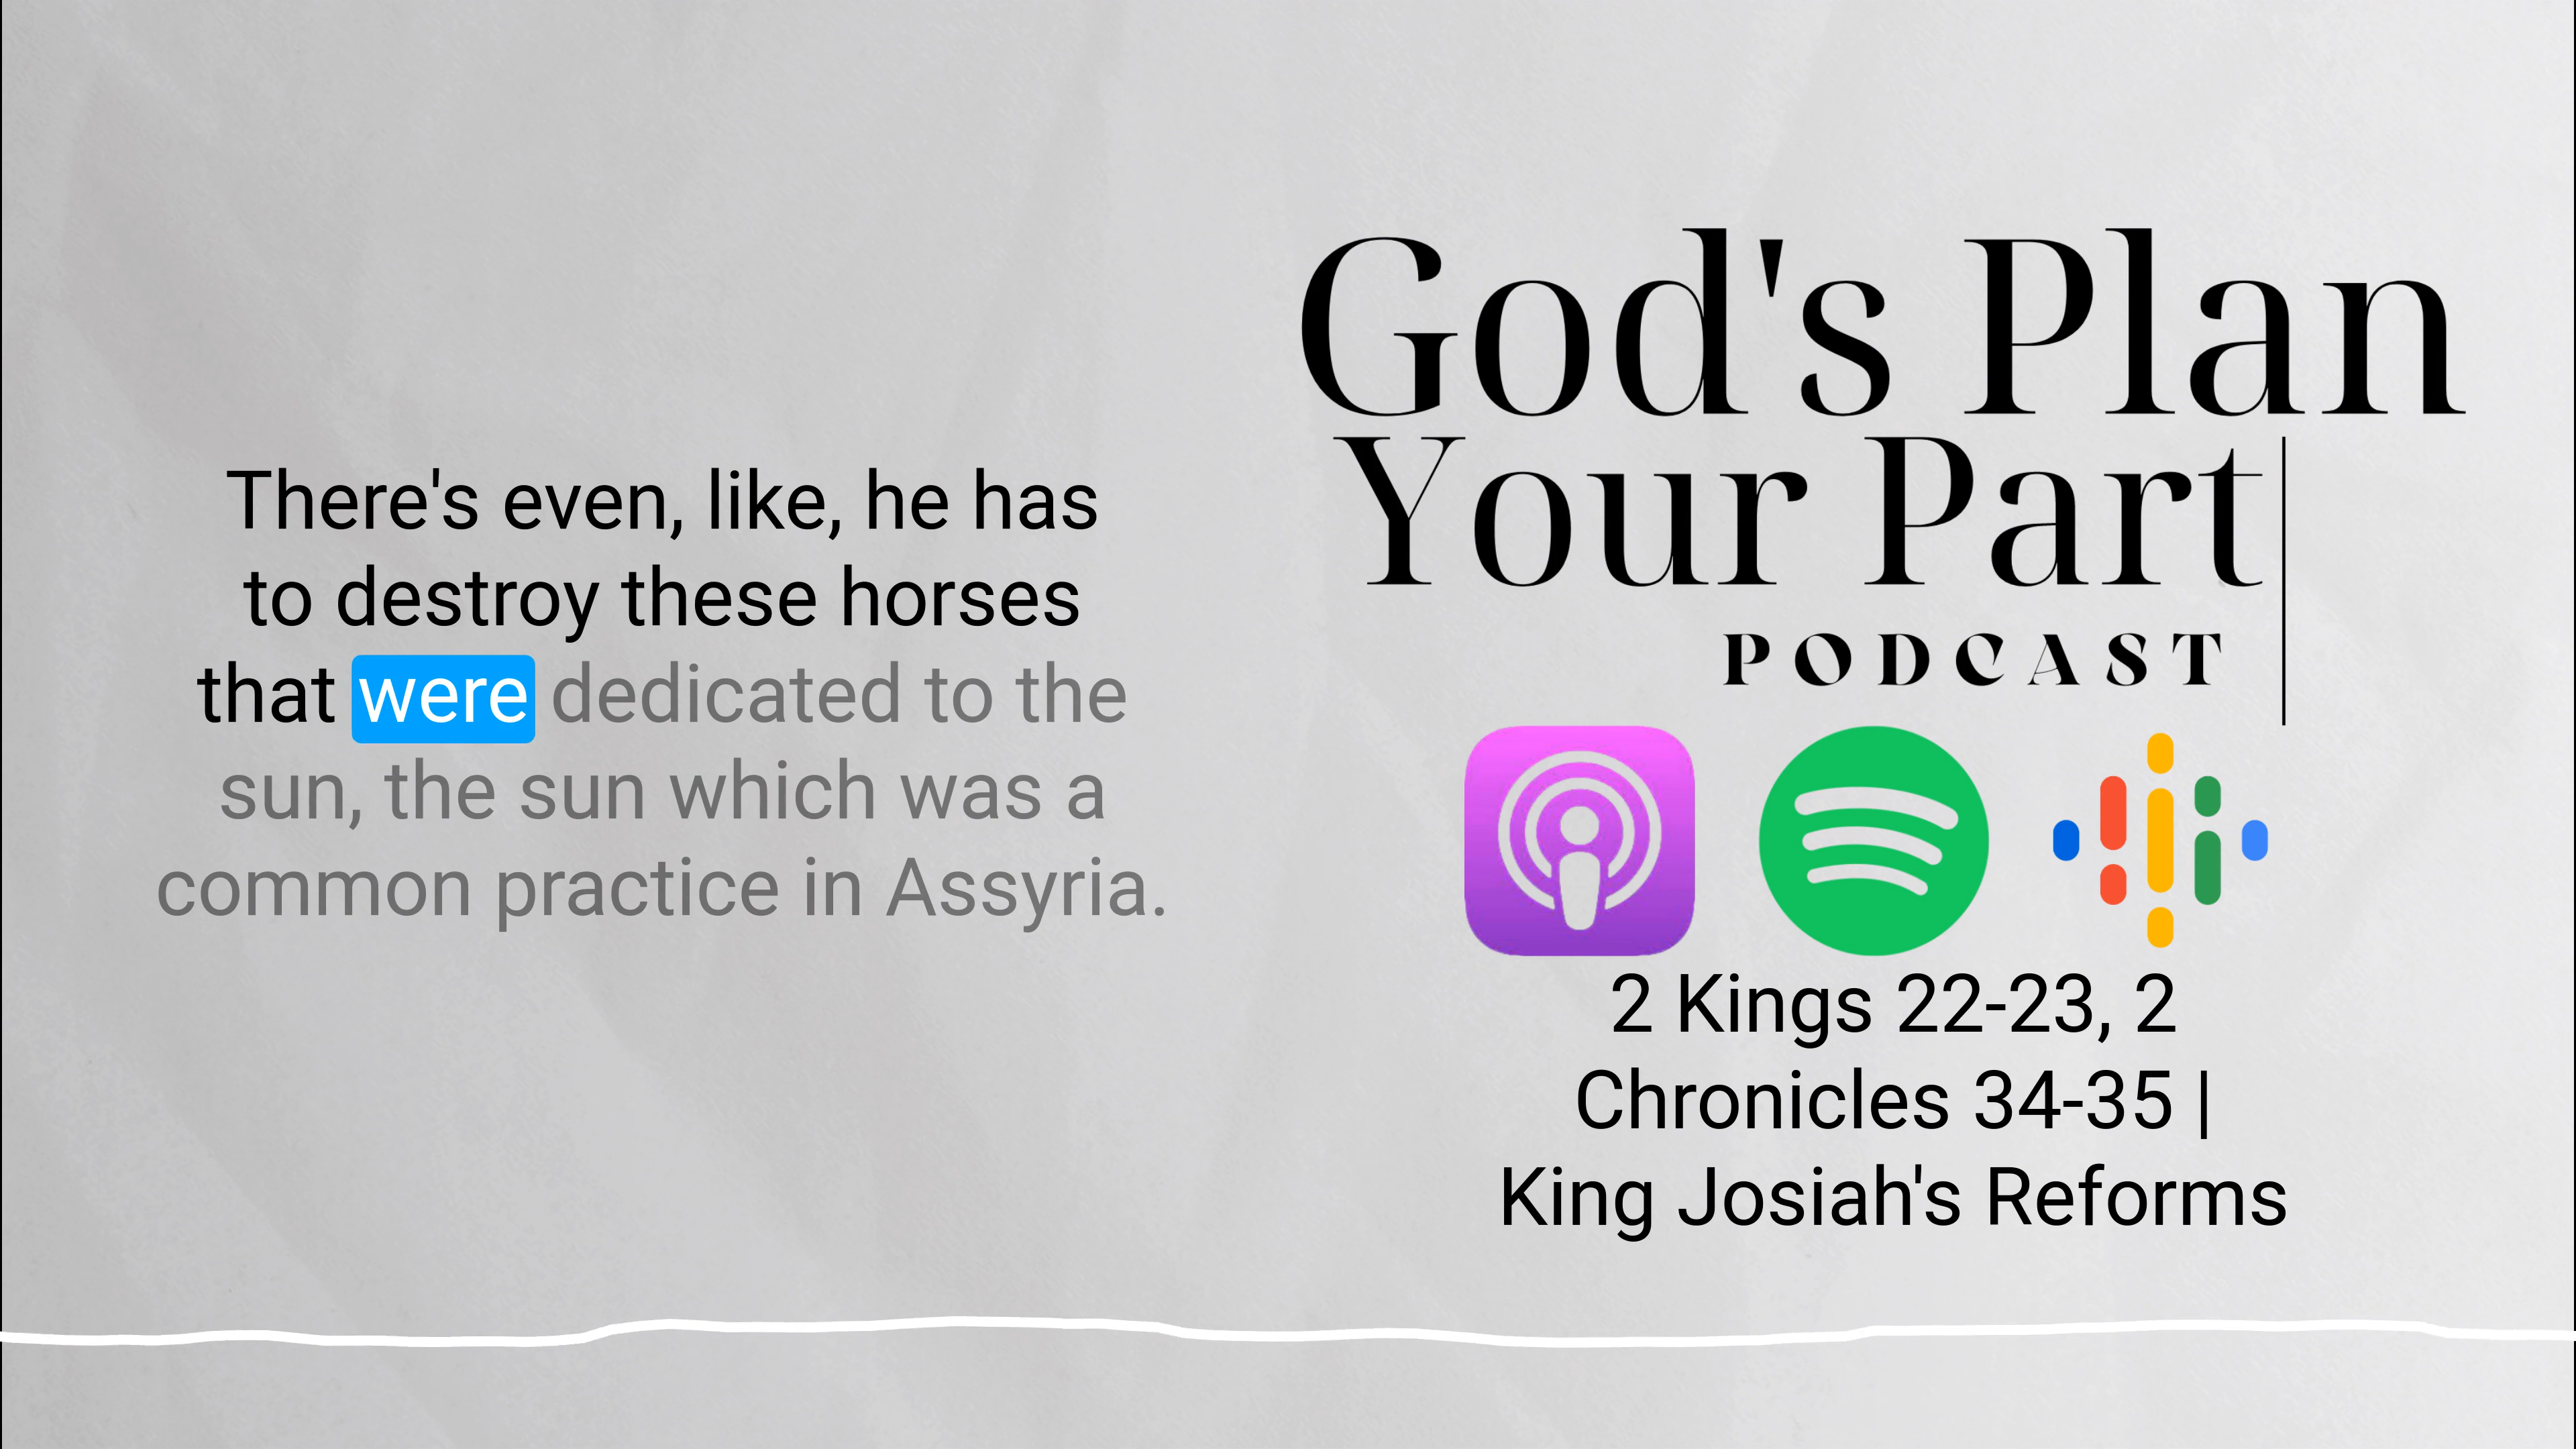 There's even, like, he has
to destroy these horses
that were dedicated to the
sun, the sun which was a
common practice in Assyria.
God's Plan
Your Part
PODCAST
2 Kings 22-23, 2
Chronicles 34-35 |
King Josiah's Reforms